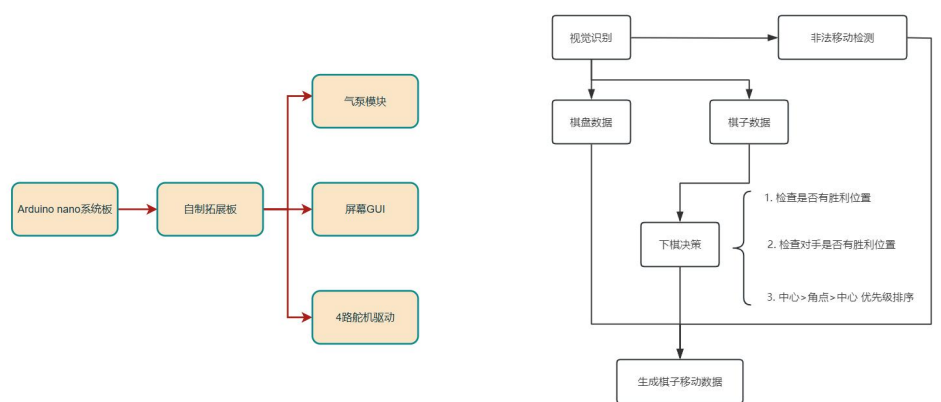 气泵模块
Arduino nano系统板
自制拓展板
屏幕GUI
4路舵机驱动
视觉识别
非法移动检测
棋盘数据
棋子数据
下棋决策
1. 检查是否有胜利位置
2. 检查对手是否有胜利位置
3. 中心>角点>中心 优先级排序
生成棋子移动数据